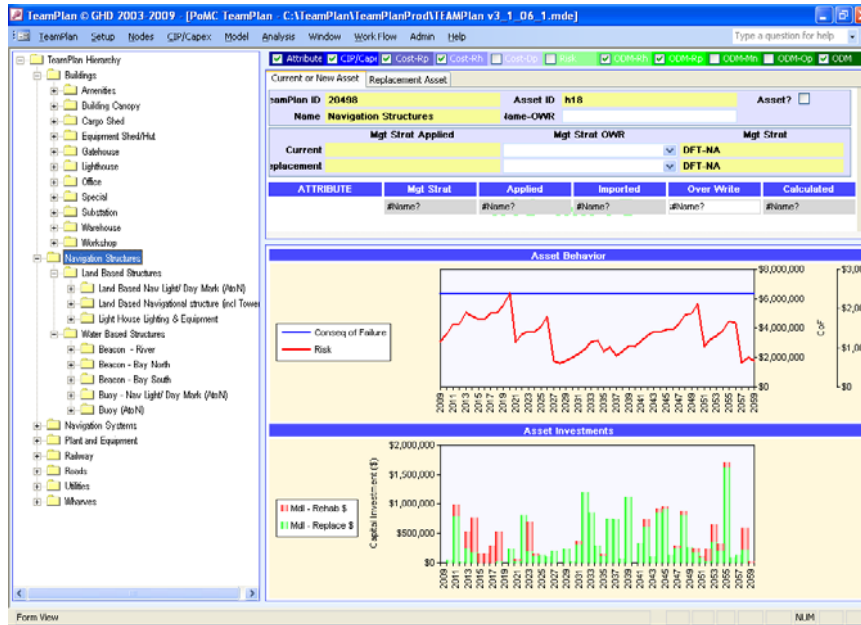 TeamPlan © GHD 2003-2009 - [PoMC TeamPlan - C:\TeamPlan\TeamPlanProd\TEAMPlan v3_1_06_1.mde]
TeamPlan Setup Nodes CIP/Capex Model Analysis Window Work Flow Admin Help Type a question for help
TeamPlan Hierarchy
Buildings
Amenities
Building Canopy
Cargo Shed
Equipment Shed/Hut
Gatehouse
Lighthouse
Office
Special
Substation
Warehouse
Workshop
Navigation Structures
Land Based Structures
Land Based Nav Light/ Day Mark (AtoN)
Land Based Navigational structure (incl Tower
Light House Lighting & Equipment
Water Based Structures
Beacon - River
Beacon - Bay North
Beacon - Bay South
Buoy - Nav Light/ Day Mark (AtoN)
Buoy (AtoN)
Navigation Systems
Plant and Equipment
Railway
Roads
Utilities
Wharves
Attribute CIP/Cap Cost-Rp Cost-Rh Cost-Dp Risk ODM-Rh ODM-Rp ODM-Mn ODM-Op ODM
Current or New Asset Replacement Asset
eamPlan ID 20498 Asset ID h18 Asset?
Name Navigation Structures Name-OWR
Mgt Strat Applied Mgt Strat OWR Mgt Strat
Current DFT-NA
eplacement DFT-NA
ATTRIBUTE Mgt Strat Applied Imported Over Write Calculated
#Name? #Name? #Name? #Name? #Name?
Asset Behavior
Conseq of Failure
Risk
$8,000,000
$6,000,000
$4,000,000
$2,000,000
$0
CoF
$3,0
$2,
$1,
$0
2009 2011 2013 2015 2017 2019 2021 2023 2025 2027 2029 2031 2033 2035 2037 2039 2041 2043 2045 2047 2049 2051 2053 2055 2057 2059
Asset Investments
Mdl - Rehab $
Mdl - Replace $
Capital Investment ($)
$2,000,000
$1,500,000
$1,000,000
$500,000
$0
2009 2011 2013 2015 2017 2019 2021 2023 2025 2027 2029 2031 2033 2035 2037 2039 2041 2043 2045 2047 2049 2051 2053 2055 2057 2059
Form View NUM